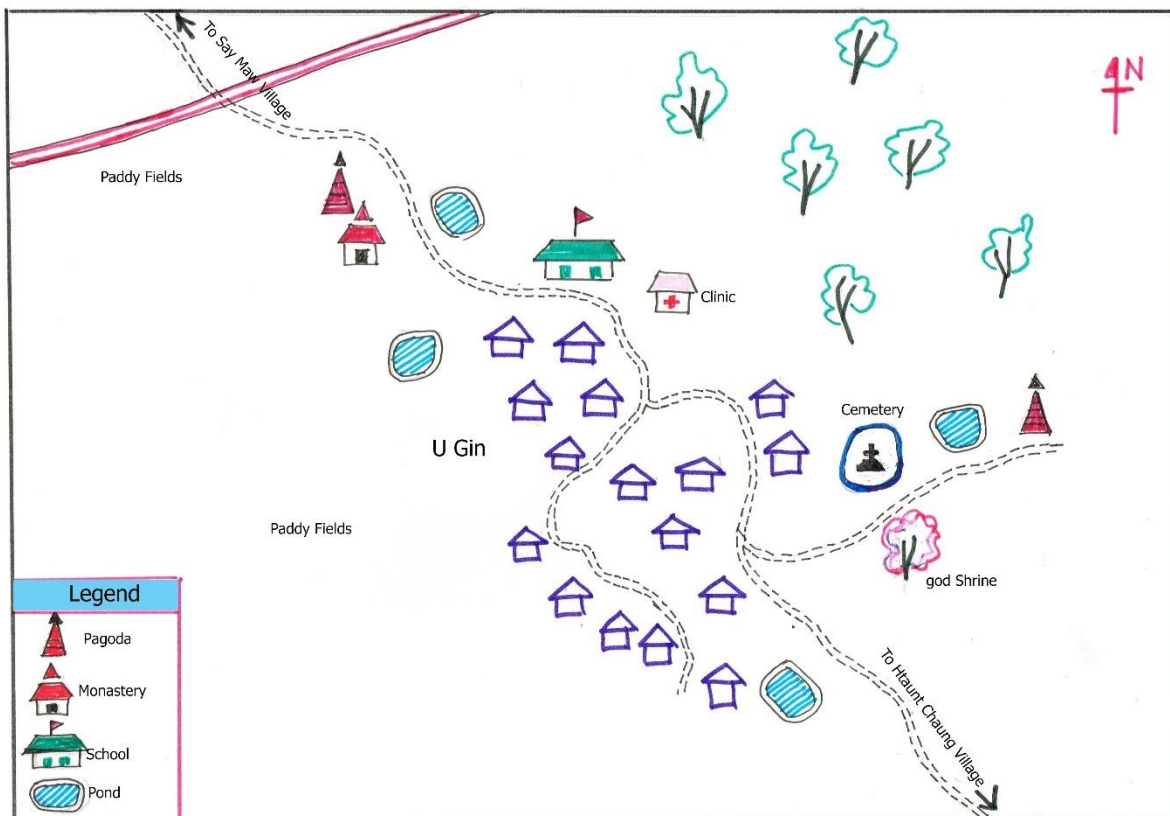 To Say Maw Village
N
Paddy Fields
Clinic
Cemetery
U Gin
Paddy Fields
god Shrine
To Htaunt Chaung Village
Legend
Pagoda
Monastery
School
Pond